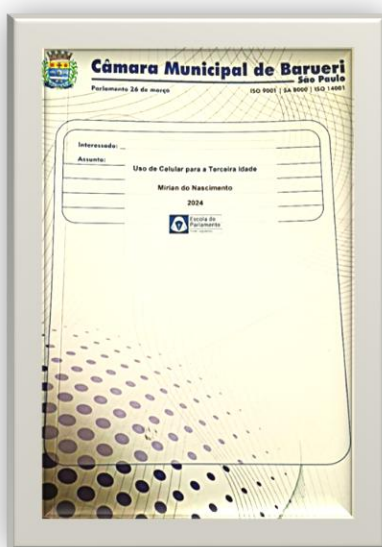 Câmara Municipal de Barueri
São Paulo
Parlamento 26 de março
ISO 9001 | SA 8000 | ISO 14001
Interessado:
Assunto:
Uso de Celular para a Terceira Idade
Mirian do Nascimento
2024
Escola do
Parlamento